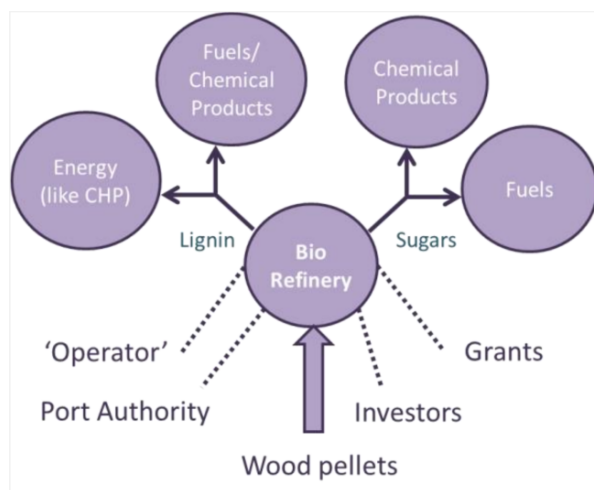 Fuels/
Chemical
Products
Chemical
Products
Energy
(like CHP)
Fuels
Lignin
Sugars
Bio
Refinery
'Operator'
Grants
Port Authority
Investors
Wood pellets